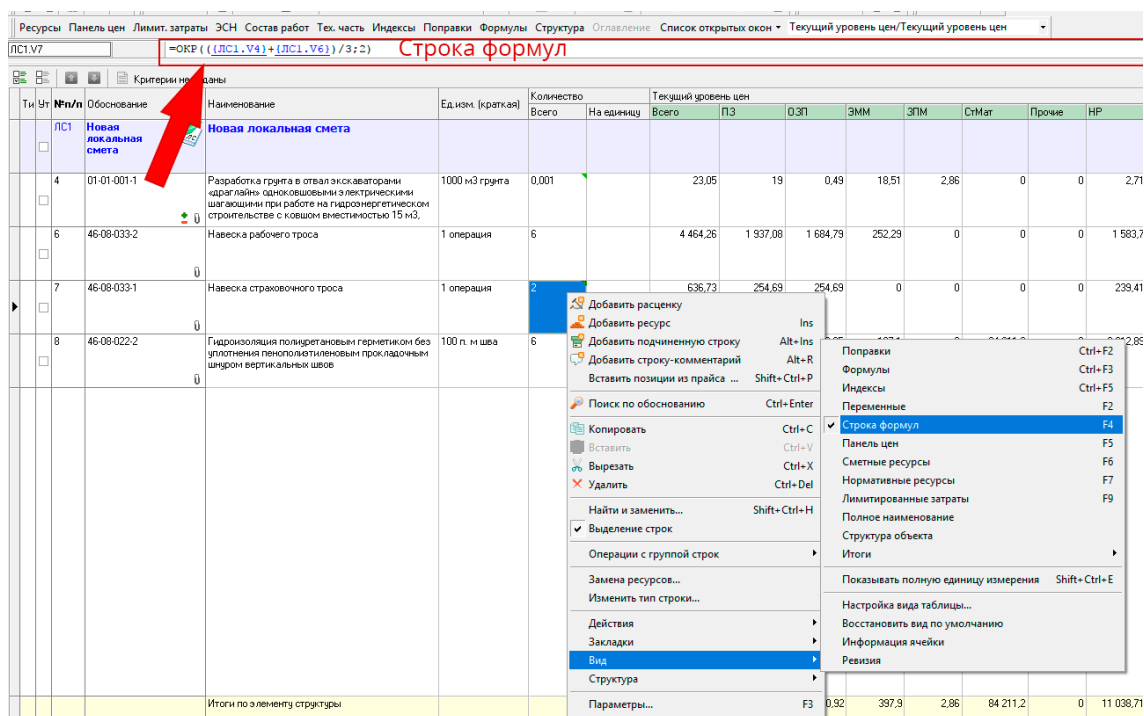 Ресурсы Панель цен Лимит. затраты ЭСН Состав работ Тех. часть Индексы Поправки Формулы Структура Оглавление Список открытых окон Текущий уровень цен/Текущий уровень цен
ЛС1.V7 =ОКР(({ЛС1.V4}+{ЛС1.V6})/3;2) Строка формул
Критерии не заданы
Ти Ут №п/п Обоснование Наименование Ед.изм. (краткая) Количество Текущий уровень цен
Всего На единицу Всего ПЗ ОЗП ЭММ ЗПМ СтМат Прочие НР
ЛС1 Новая Новая локальная смета
локальная
смета
4 01-01-001-1 Разработка грунта в отвал экскаваторами 1000 м3 грунта 0,001 23,05 19 0,49 18,51 2,86 0 0 2,71
«драглайн» одноковшовыми электрическими
шагающими при работе на гидроэнергетическом
строительстве с ковшом вместимостью 15 м3,
6 46-08-033-2 Навеска рабочего троса 1 операция 6 4 464,26 1 937,08 1 684,79 252,29 0 0 0 1 583,7
7 46-08-033-1 Навеска страховочного троса 1 операция 2 636,73 254,69 254,69 0 0 0 0 239,41
8 46-08-022-2 Гидроизоляция полиуретановым герметиком без 100 п. м шва 6
уплотнения пенополиэтиленовым прокладочным
шнуром вертикальных швов
Добавить расценку
Добавить ресурс Ins
Добавить подчиненную строку Alt+Ins
Добавить строку-комментарий Alt+R
Вставить позиции из прайса ... Shift+Ctrl+P
Поиск по обоснованию Ctrl+Enter
Копировать Ctrl+C
Вставить Ctrl+V
Вырезать Ctrl+X
Удалить Ctrl+Del
Найти и заменить... Shift+Ctrl+H
Выделение строк
Операции с группой строк
Замена ресурсов...
Изменить тип строки...
Действия
Закладки
Вид
Структура
Параметры... F3
Поправки Ctrl+F2
Формулы Ctrl+F3
Индексы Ctrl+F5
Переменные F2
Строка формул F4
Панель цен F5
Сметные ресурсы F6
Нормативные ресурсы F7
Лимитированные затраты F9
Полное наименование
Структура объекта
Итоги
Показывать полную единицу измерения Shift+Ctrl+E
Настройка вида таблицы...
Восстановить вид по умолчанию
Информация ячейки
Ревизия
Итоги по элементу структуры 0,92 397,9 2,86 84 211,2 0 11 038,71